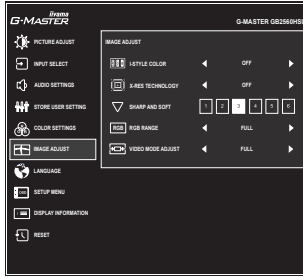 iiyama
G-MASTER
G-MASTER GB2560HSU
PICTURE ADJUST
INPUT SELECT
AUDIO SETTINGS
STORE USER SETTING
COLOR SETTINGS
IMAGE ADJUST
LANGUAGE
OSD SETUP MENU
DISPLAY INFORMATION
RESET
IMAGE ADJUST
I-STYLE COLOR OFF
X-RES TECHNOLOGY OFF
SHARP AND SOFT 1 2 3 4 5 6
RGB RGB RANGE FULL
VIDEO MODE ADJUST FULL